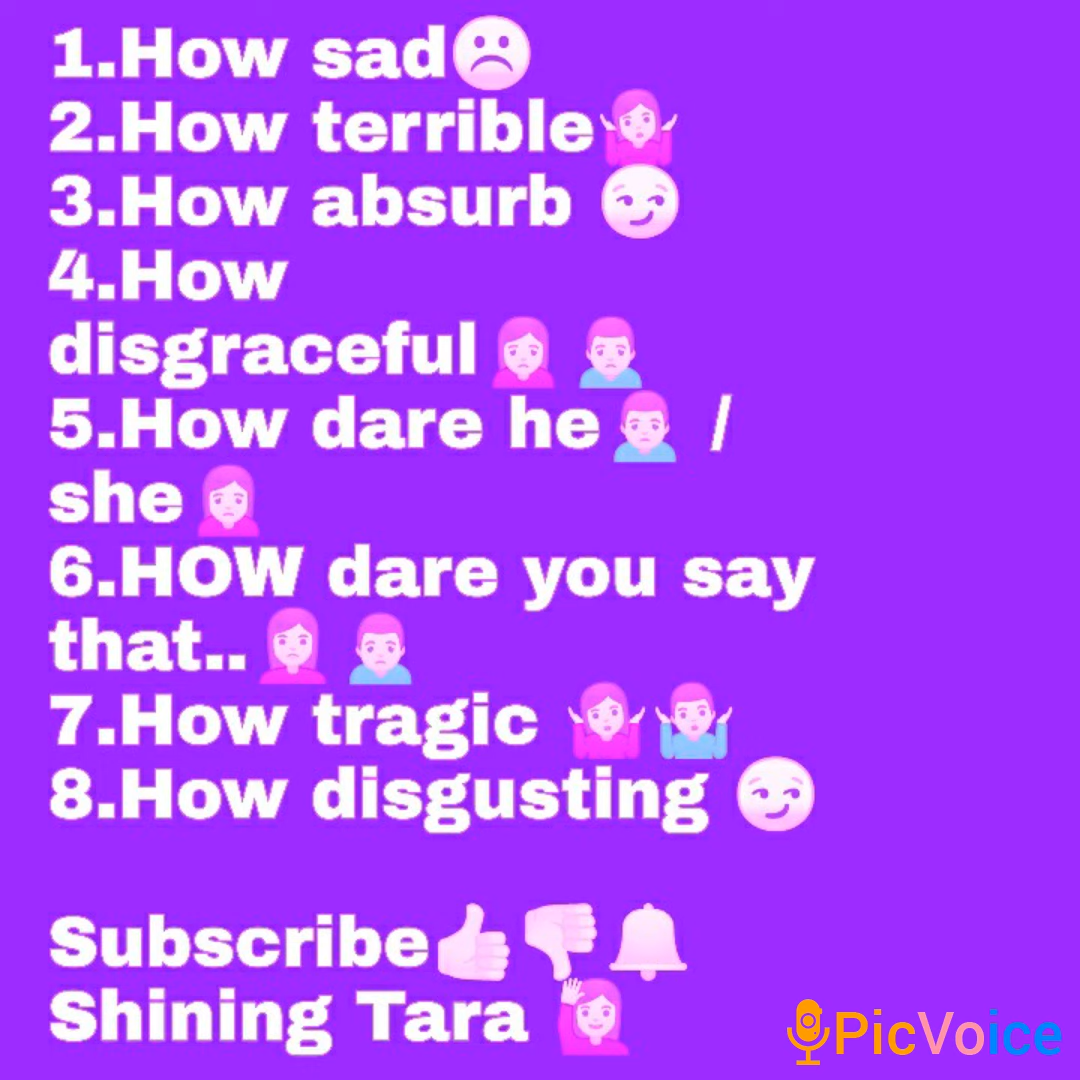 1.How sad☹️
2.How terrible🤷‍♀️
3.How absurb 😏
4.How
disgraceful🙍‍♀️🙍‍♂️
5.How dare he🙍‍♂️ /
she🙍‍♀️
6.HOW dare you say
that..🙎‍♀️🙍‍♂️
7.How tragic 🤷‍♀️🤷‍♂️
8.How disgusting 😏
Subscribe👍👎🔔
Shining Tara 🙋‍♀️
PicVoice